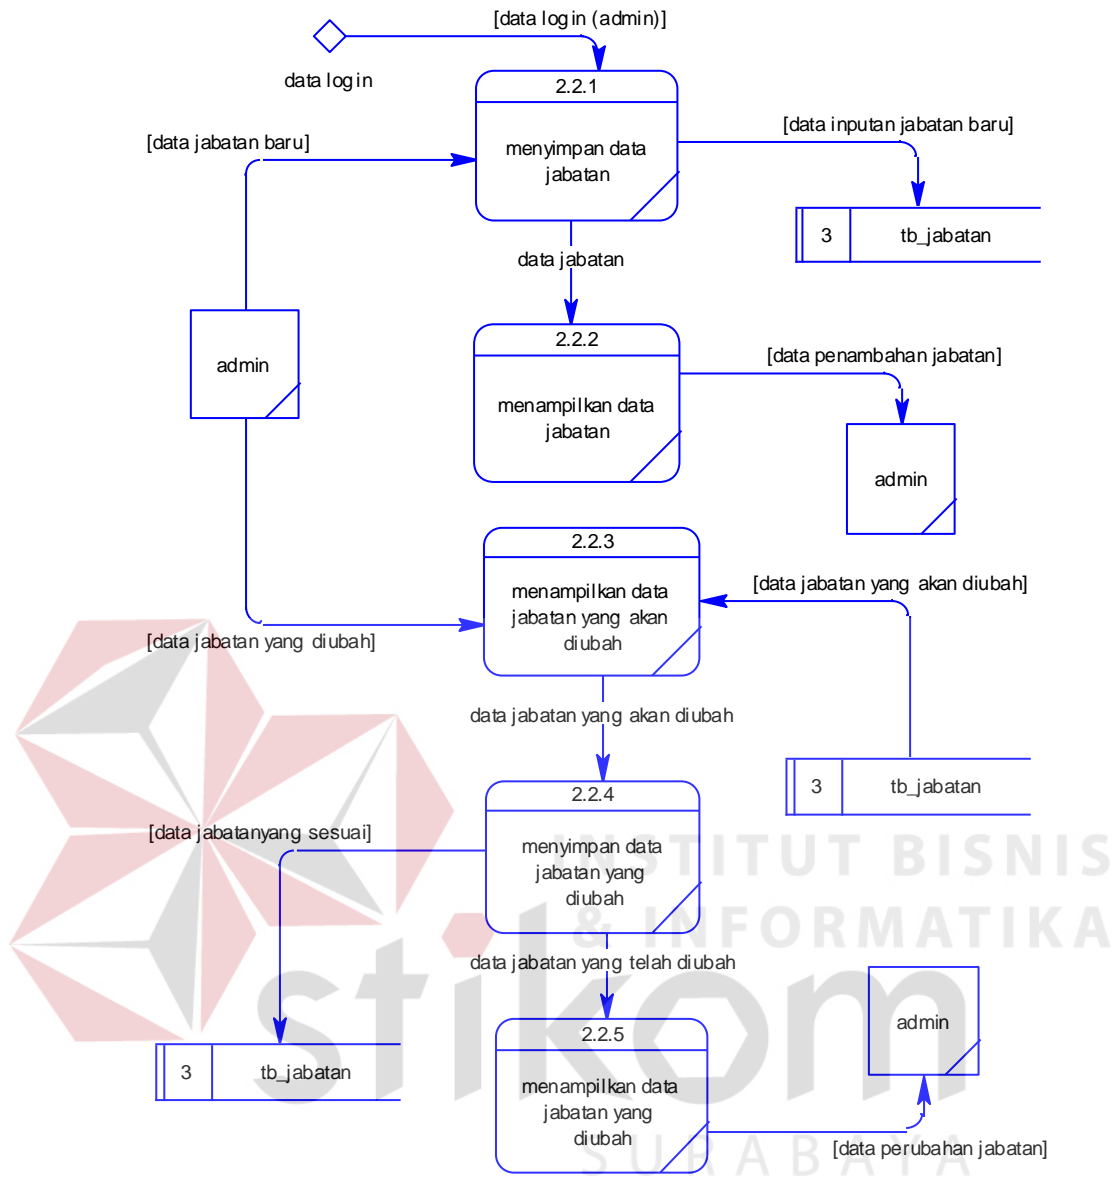 [data login (admin)]
data login
2.2.1
menyimpan data
jabatan
[data jabatan baru]
[data inputan jabatan baru]
3 tb_jabatan
data jabatan
admin
2.2.2
menampilkan data
jabatan
[data penambahan jabatan]
admin
2.2.3
menampilkan data
jabatan yang akan
diubah
[data jabatan yang akan diubah]
[data jabatan yang diubah]
data jabatan yang akan diubah
3 tb_jabatan
2.2.4
menyimpan data
jabatan yang
diubah
[data jabatanyang sesuai]
data jabatan yang telah diubah
3 tb_jabatan
2.2.5
menampilkan data
jabatan yang
diubah
admin
[data perubahan jabatan]
INSTITUT BISNIS
& INFORMATIKA
stikom
SURABAYA